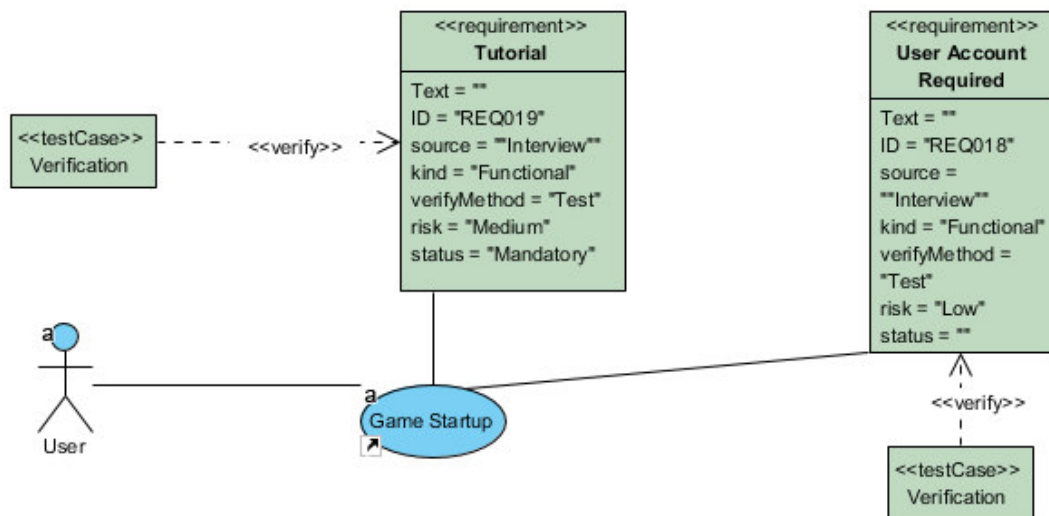 <<requirement>>
Tutorial
Text = ""
ID = "REQ019"
source = ""Interview""
kind = "Functional"
verifyMethod = "Test"
risk = "Medium"
status = "Mandatory"
<<requirement>>
User Account
Required
Text = ""
ID = "REQ018"
source =
""Interview""
kind = "Functional"
verifyMethod =
"Test"
risk = "Low"
status = ""
<<testCase>>
Verification
<<verify>>
a
User
a
Game Startup
<<verify>>
<<testCase>>
Verification